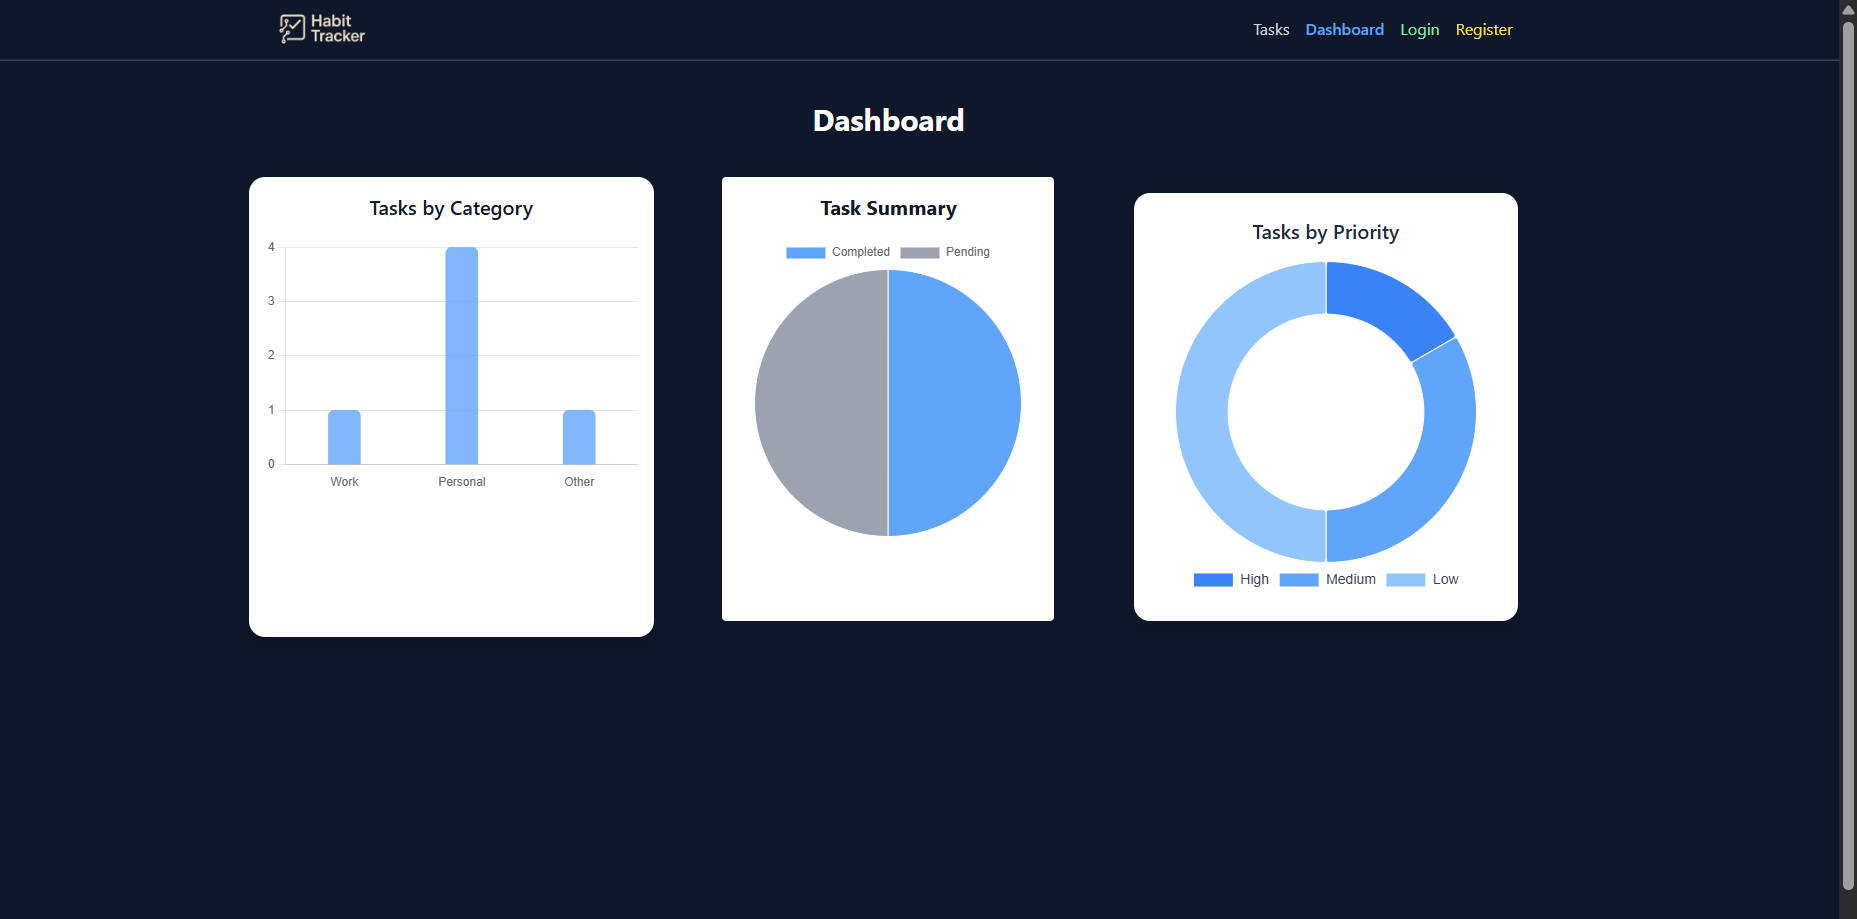 Habit
Tracker
Tasks Dashboard Login Register
Dashboard
Tasks by Category
4
3
2
1
0
Work Personal Other
Task Summary
Completed Pending
Tasks by Priority
High Medium Low